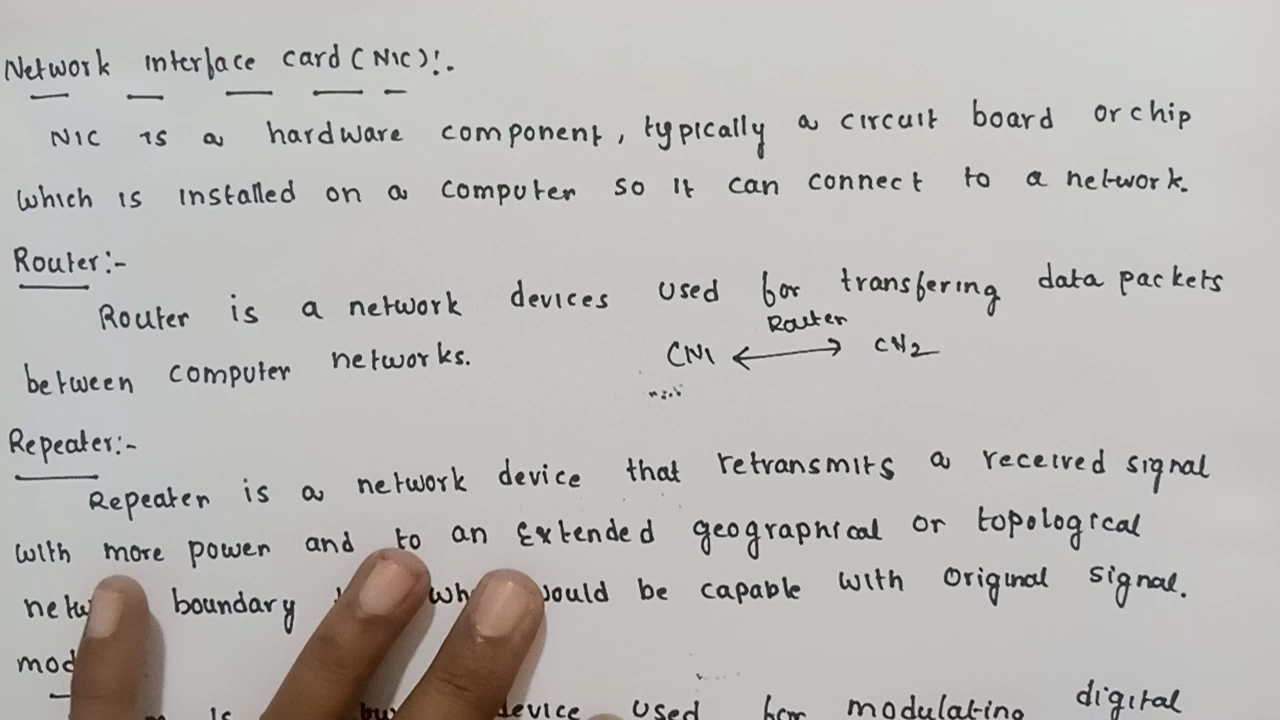 Network Interface card (NIC):-
NIC is a hardware component, typically a circuit board or chip
which is installed on a computer so it can connect to a network.
Router:-
Router is a network devices used for transfering data packets
Router
between computer networks. CN1 ↔ CN2
Repeater:-
Repeater is a network device that retransmits a received signal
with more power and to an extended geographical or topological
boundary would be capable with original signal.
is device used for modulating digital